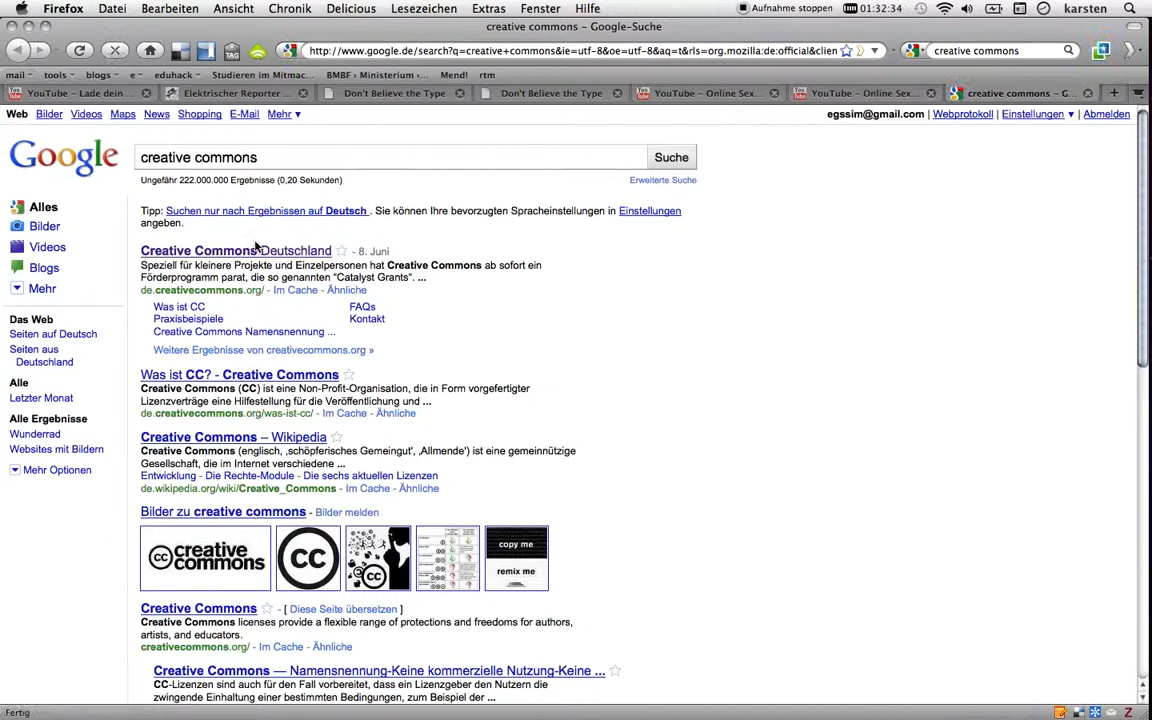 Firefox Datei Bearbeiten Ansicht Chronik Delicious Lesezeichen Extras Fenster Hilfe Aufnahme stoppen 01:32:34 karsten
creative commons – Google-Suche
http://www.google.de/search?q=creative+commons&ie=utf-8&oe=utf-8&aq=t&rls=org.mozilla:de:official&clien creative commons
mail tools blogs e eduhack Studieren im Mitmac... BMBF › Ministerium ›... Mend! rtm
YouTube – Lade dein ... Elektrischer Reporter ... Don't Believe the Type Don't Believe the Type YouTube – Online Sex... YouTube – Online Sex... creative commons – G...
Web Bilder Videos Maps News Shopping E-Mail Mehr ▼ egssim@gmail.com | Webprotokoll | Einstellungen ▼ | Abmelden
Google creative commons Suche
Ungefähr 222.000.000 Ergebnisse (0,20 Sekunden) Erweiterte Suche
Alles
Bilder
Videos
Blogs
Mehr
Das Web
Seiten auf Deutsch
Seiten aus
Deutschland
Alle
Letzter Monat
Alle Ergebnisse
Wunderrad
Websites mit Bildern
Mehr Optionen
Tipp: Suchen nur nach Ergebnissen auf Deutsch . Sie können Ihre bevorzugten Spracheinstellungen in Einstellungen
angeben.
Creative Commons Deutschland - 8. Juni
Speziell für kleinere Projekte und Einzelpersonen hat Creative Commons ab sofort ein
Förderprogramm parat, die so genannten "Catalyst Grants". ...
de.creativecommons.org/ - Im Cache - Ähnliche
Was ist CC FAQs
Praxisbeispiele Kontakt
Creative Commons Namensnennung ...
Weitere Ergebnisse von creativecommons.org »
Was ist CC? - Creative Commons
Creative Commons (CC) ist eine Non-Profit-Organisation, die in Form vorgefertigter
Lizenzverträge eine Hilfestellung für die Veröffentlichung und ...
de.creativecommons.org/was-ist-cc/ - Im Cache - Ähnliche
Creative Commons – Wikipedia
Creative Commons (englisch, ‚schöpferisches Gemeingut', ‚Allmende') ist eine gemeinnützige
Gesellschaft, die im Internet verschiedene ...
Entwicklung - Die Rechte-Module - Die sechs aktuellen Lizenzen
de.wikipedia.org/wiki/Creative_Commons - Im Cache - Ähnliche
Bilder zu creative commons - Bilder melden
cc creative commons
cc
cc
copy me
remix me
Creative Commons - [ Diese Seite übersetzen ]
Creative Commons licenses provide a flexible range of protections and freedoms for authors,
artists, and educators.
creativecommons.org/ - Im Cache - Ähnliche
Creative Commons — Namensnennung-Keine kommerzielle Nutzung-Keine ...
CC-Lizenzen sind auch für den Fall vorbereitet, dass ein Lizenzgeber den Nutzern die
zwingende Einhaltung einer bestimmten Bedingungen, zum Beispiel der ...
Fertig